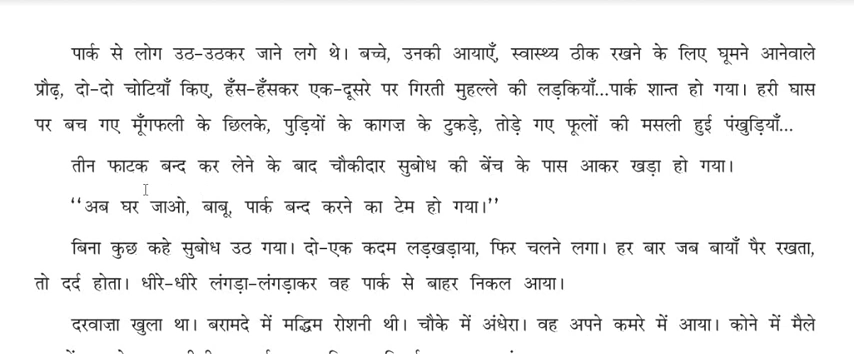 पार्क से लोग उठ-उठकर जाने लगे थे। बच्चे, उनकी आयाएँ, स्वास्थ्य ठीक रखने के लिए घूमने आनेवाले
प्रौढ़, दो-दो चोटियाँ किए, हँस-हँसकर एक-दूसरे पर गिरती मुहल्ले की लड़कियाँ...पार्क शान्त हो गया। हरी घास
पर बच गए मूँगफली के छिलके, पुड़ियों के कागज़ के टुकड़े, तोड़े गए फूलों की मसली हुई पंखुड़ियाँ...
तीन फाटक बन्द कर लेने के बाद चौकीदार सुबोध की बेंच के पास आकर खड़ा हो गया।
‘‘अब घर जाओ, बाबू, पार्क बन्द करने का टेम हो गया।’’
बिना कुछ कहे सुबोध उठ गया। दो-एक कदम लड़खड़ाया, फिर चलने लगा। हर बार जब बायाँ पैर रखता,
तो दर्द होता। धीरे-धीरे लंगड़ा-लंगड़ाकर वह पार्क से बाहर निकल आया।
दरवाज़ा खुला था। बरामदे में मद्धिम रोशनी थी। चौके में अंधेरा। वह अपने कमरे में आया। कोने में मैले